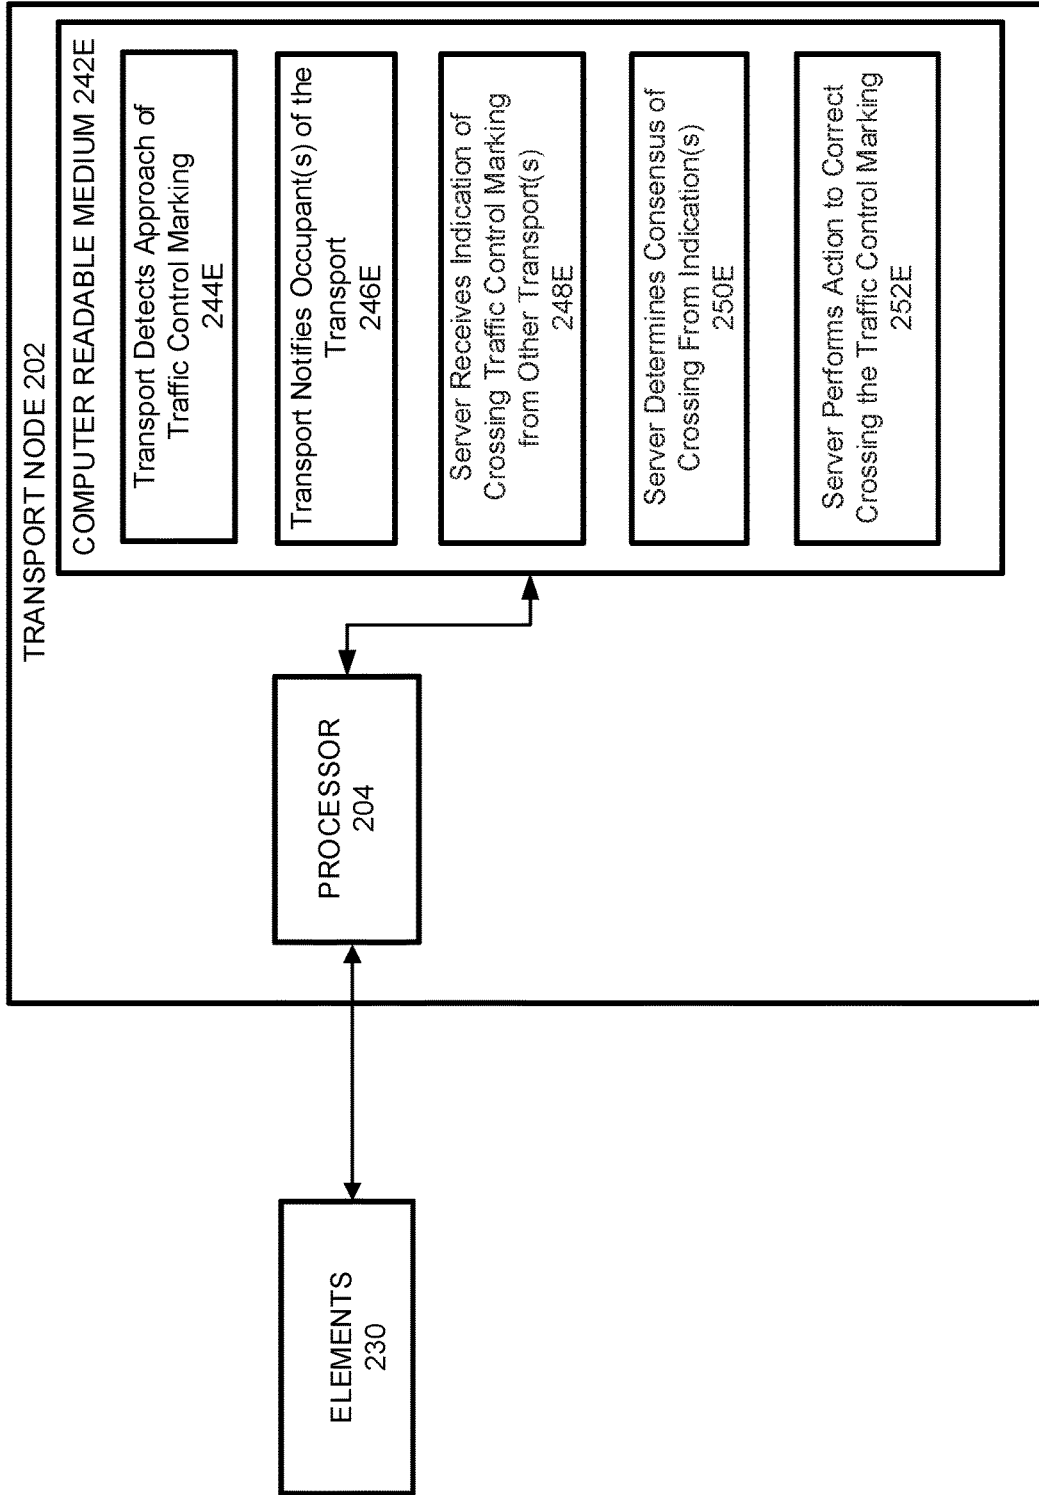 TRANSPORT NODE 202
COMPUTER READABLE MEDIUM 242E
Transport Detects Approach of
Traffic Control Marking
244E
Transport Notifies Occupant(s) of the
Transport
246E
Server Receives Indication of
Crossing Traffic Control Marking
from Other Transport(s)
248E
Server Determines Consensus of
Crossing From Indication(s)
250E
Server Performs Action to Correct
Crossing the Traffic Control Marking
252E
PROCESSOR
204
ELEMENTS
230